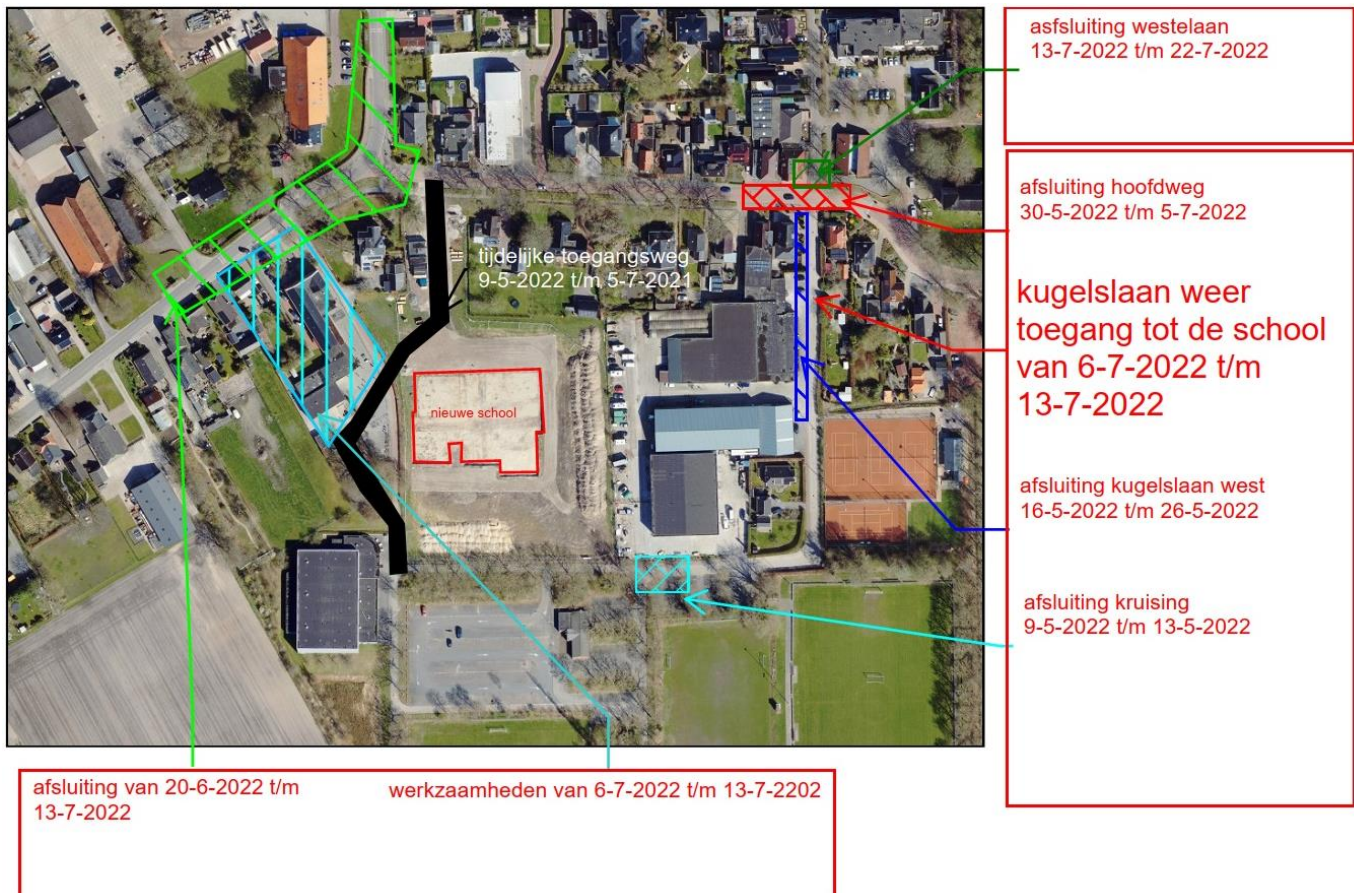 asfsluiting westelaan
13-7-2022 t/m 22-7-2022
afsluiting hoofdweg
30-5-2022 t/m 5-7-2022
kugelslaan weer
toegang tot de school
van 6-7-2022 t/m
13-7-2022
afsluiting kugelslaan west
16-5-2022 t/m 26-5-2022
afsluiting kruising
9-5-2022 t/m 13-5-2022
tijdelijke toegangsweg
9-5-2022 t/m 5-7-2021
nieuwe school
afsluiting van 20-6-2022 t/m
13-7-2022
werkzaamheden van 6-7-2022 t/m 13-7-2202